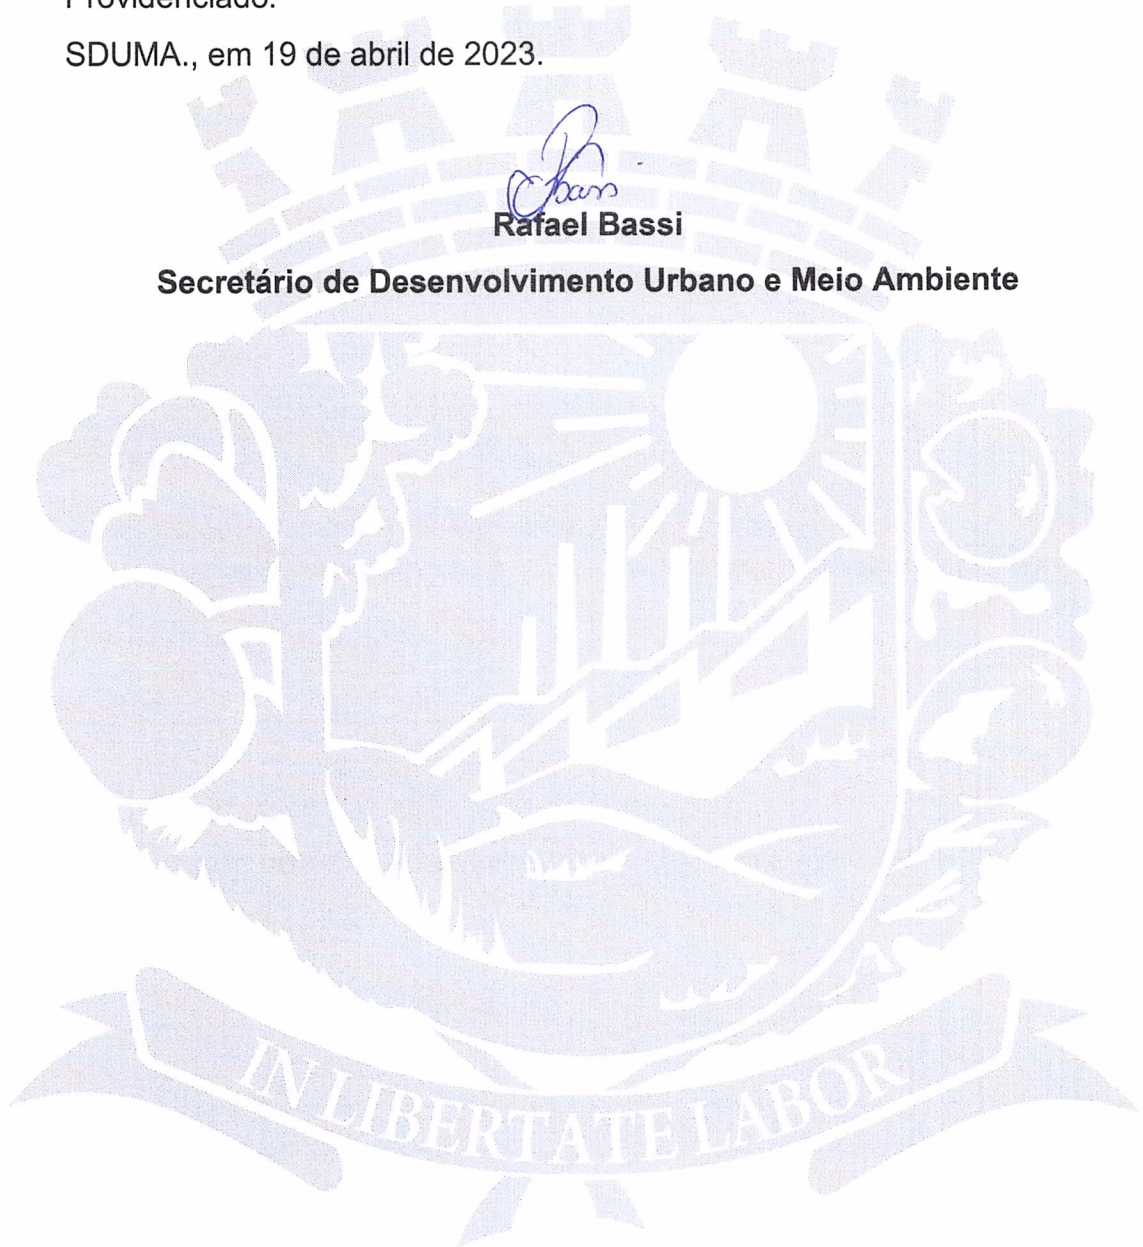 Providenciado.
SDUMA., em 19 de abril de 2023.
Rafael Bassi
Secretário de Desenvolvimento Urbano e Meio Ambiente
IN LIBERTATE LABOR